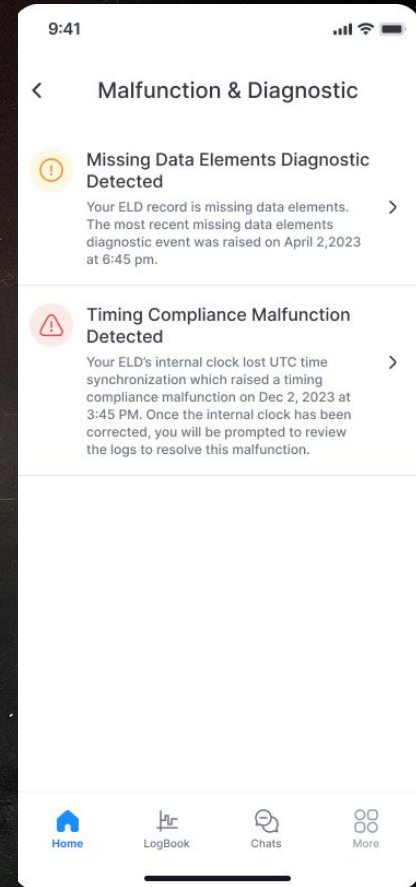 9:41
Malfunction & Diagnostic
Missing Data Elements Diagnostic
Detected
Your ELD record is missing data elements.
The most recent missing data elements
diagnostic event was raised on April 2,2023
at 6:45 pm.
Timing Compliance Malfunction
Detected
Your ELD's internal clock lost UTC time
synchronization which raised a timing
compliance malfunction on Dec 2, 2023 at
3:45 PM. Once the internal clock has been
corrected, you will be prompted to review
the logs to resolve this malfunction.
Home
LogBook
Chats
More